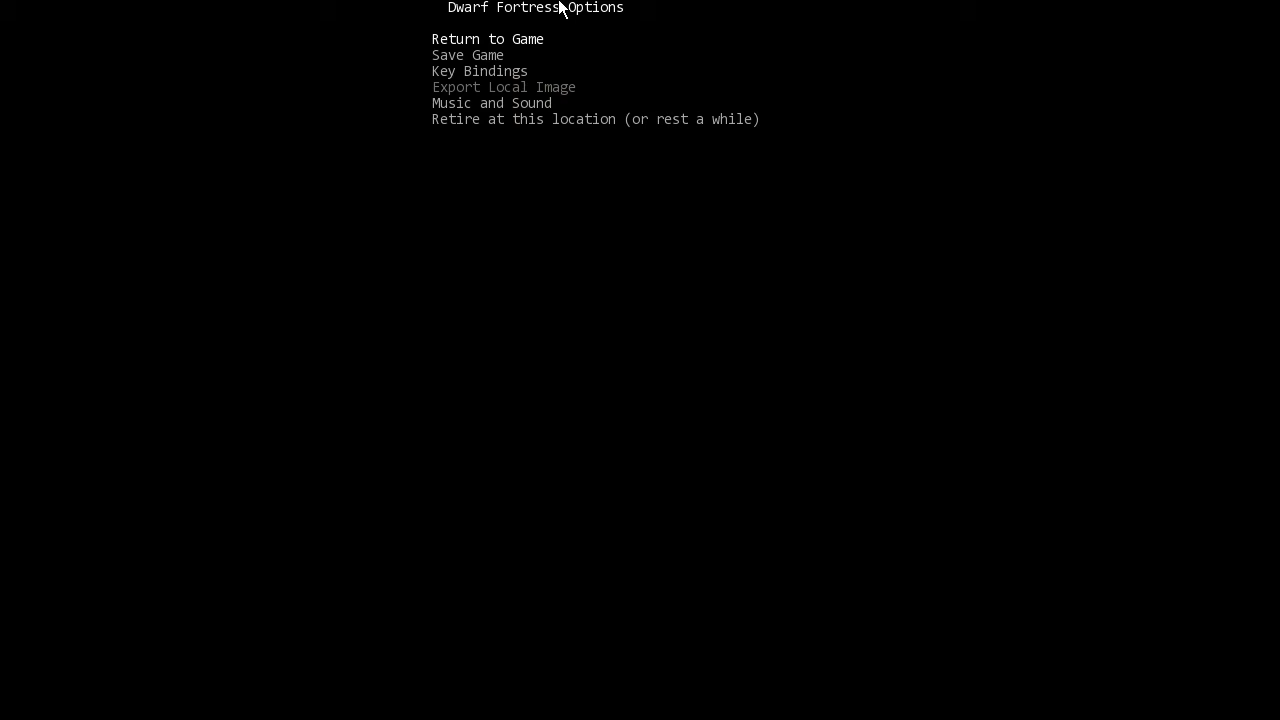 Dwarf Fortress Options
Return to Game
Save Game
Key Bindings
Export Local Image
Music and Sound
Retire at this location (or rest a while)